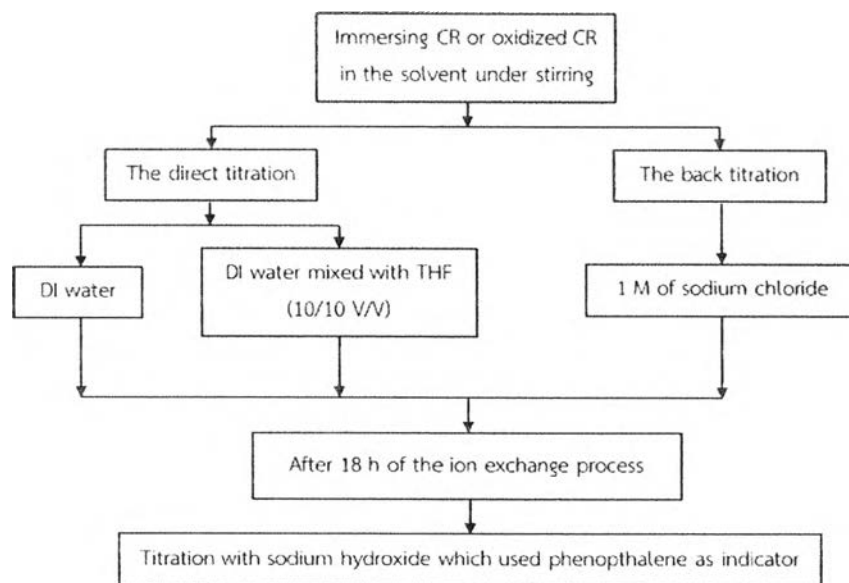 Immersing CR or oxidized CR
in the solvent under stirring
The direct titration
The back titration
DI water
DI water mixed with THF
(10/10 V/V)
1 M of sodium chloride
After 18 h of the ion exchange process
Titration with sodium hydroxide which used phenopthalene as indicator